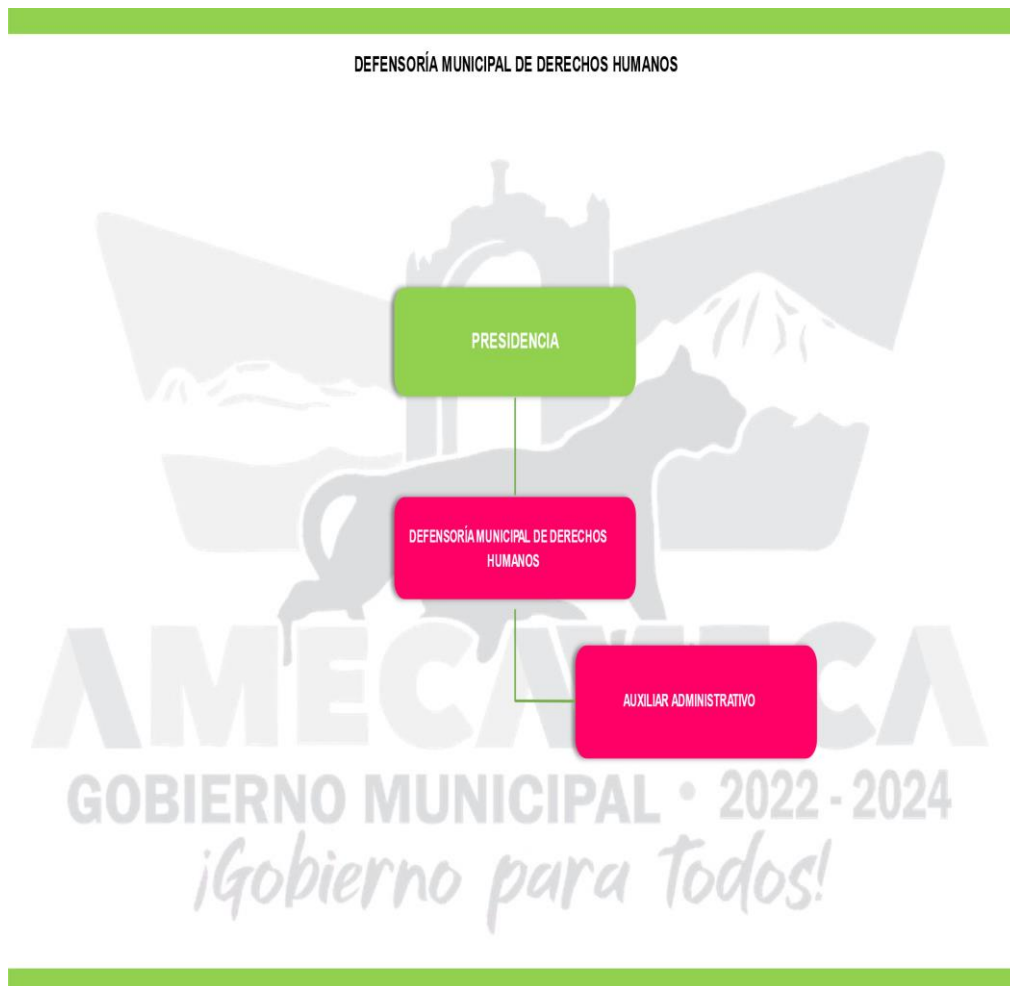 DEFENSORÍA MUNICIPAL DE DERECHOS HUMANOS
PRESIDENCIA
DEFENSORÍA MUNICIPAL DE DERECHOS
HUMANOS
AUXILIAR ADMINISTRATIVO
AMECAMECA
GOBIERNO MUNICIPAL • 2022 - 2024
¡Gobierno para Todos!